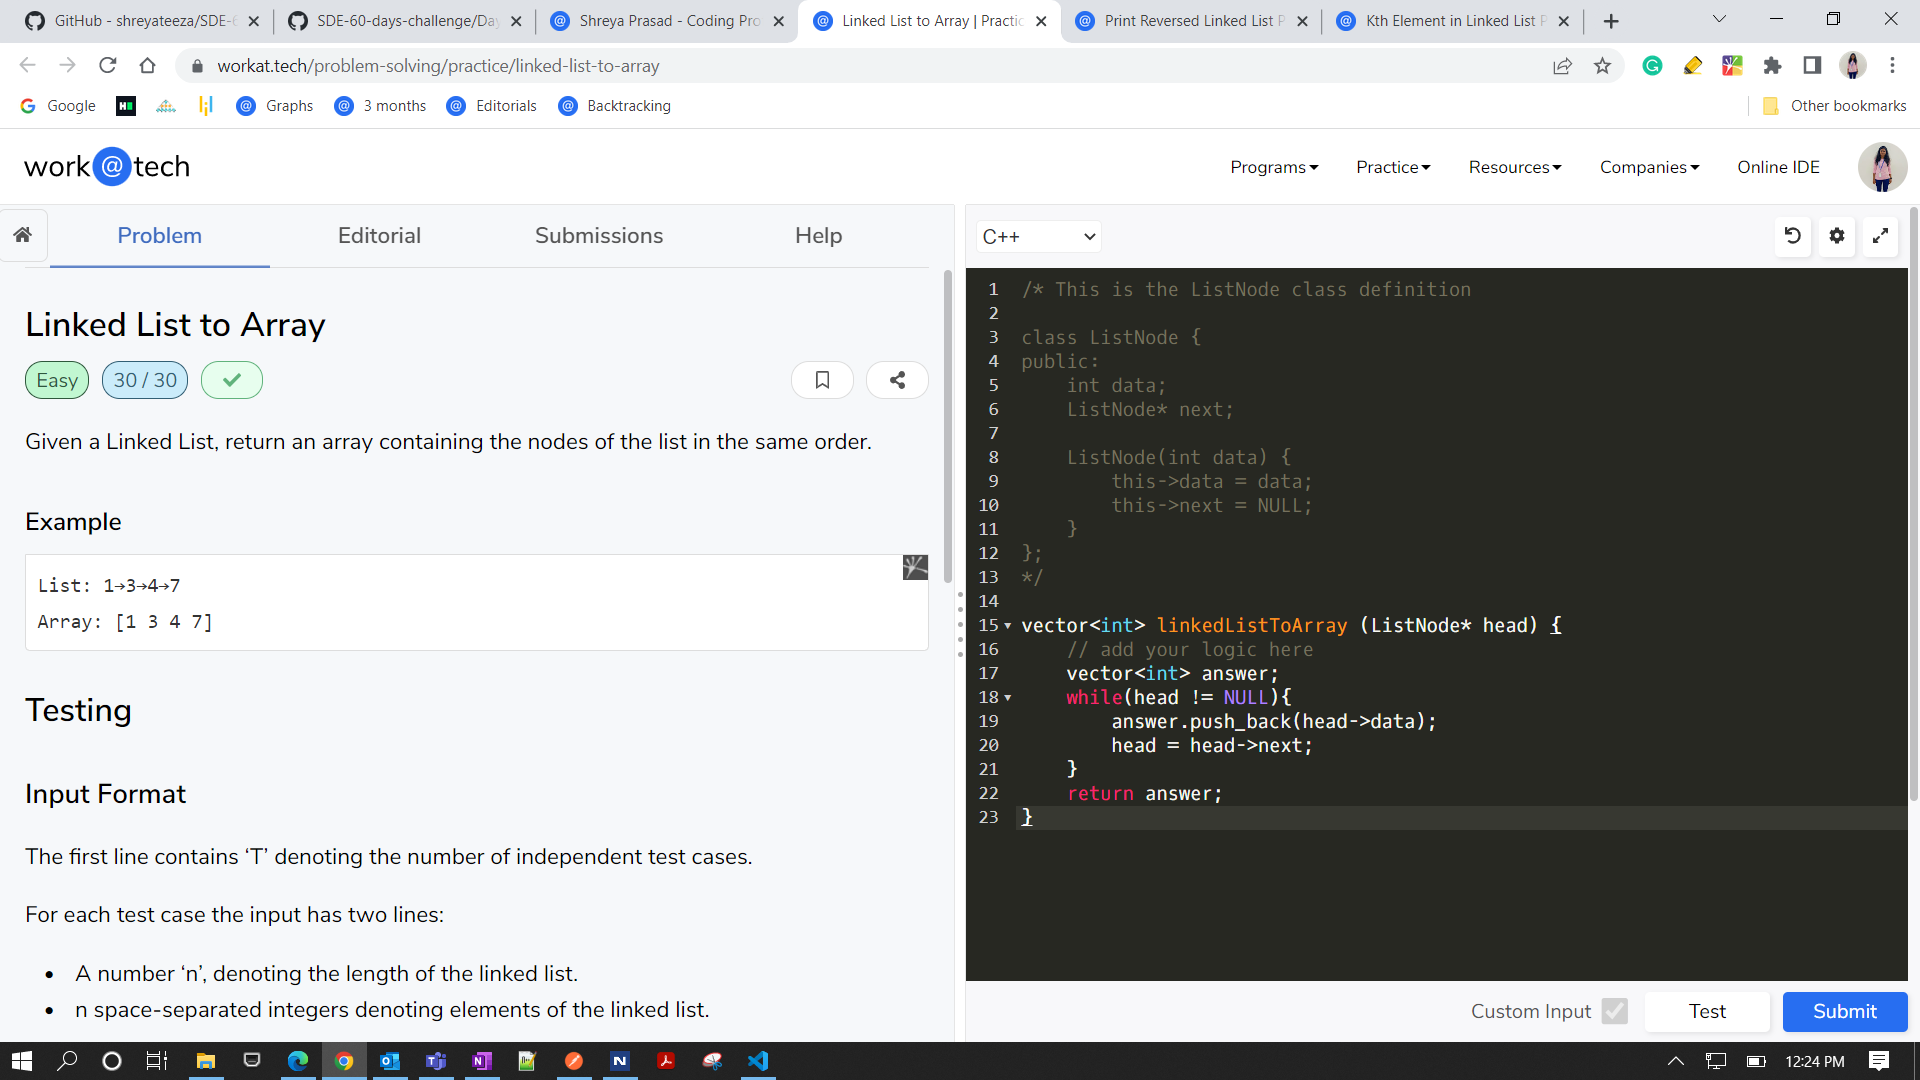 GitHub - shreyateeza/SDE-6
SDE-60-days-challenge/Day
Shreya Prasad - Coding Pro
Linked List to Array | Practic
Print Reversed Linked List P
Kth Element in Linked List P
workat.tech/problem-solving/practice/linked-list-to-array
Google
Graphs
3 months
Editorials
Backtracking
Other bookmarks
work@tech
Programs
Practice
Resources
Companies
Online IDE
Problem
Editorial
Submissions
Help
Linked List to Array
Easy
30 / 30
Given a Linked List, return an array containing the nodes of the list in the same order.
Example
List: 1→3→4→7
Array: [1 3 4 7]
Testing
Input Format
The first line contains ‘T’ denoting the number of independent test cases.
For each test case the input has two lines:
• A number ‘n’, denoting the length of the linked list.
• n space-separated integers denoting elements of the linked list.
C++
1 /* This is the ListNode class definition
2
3 class ListNode {
4 public:
5     int data;
6     ListNode* next;
7
8     ListNode(int data) {
9         this->data = data;
10         this->next = NULL;
11     }
12 };
13 */
14
15 vector<int> linkedListToArray (ListNode* head) {
16     // add your logic here
17     vector<int> answer;
18     while(head != NULL){
19         answer.push_back(head->data);
20         head = head->next;
21     }
22     return answer;
23 }
Custom Input
Test
Submit
12:24 PM